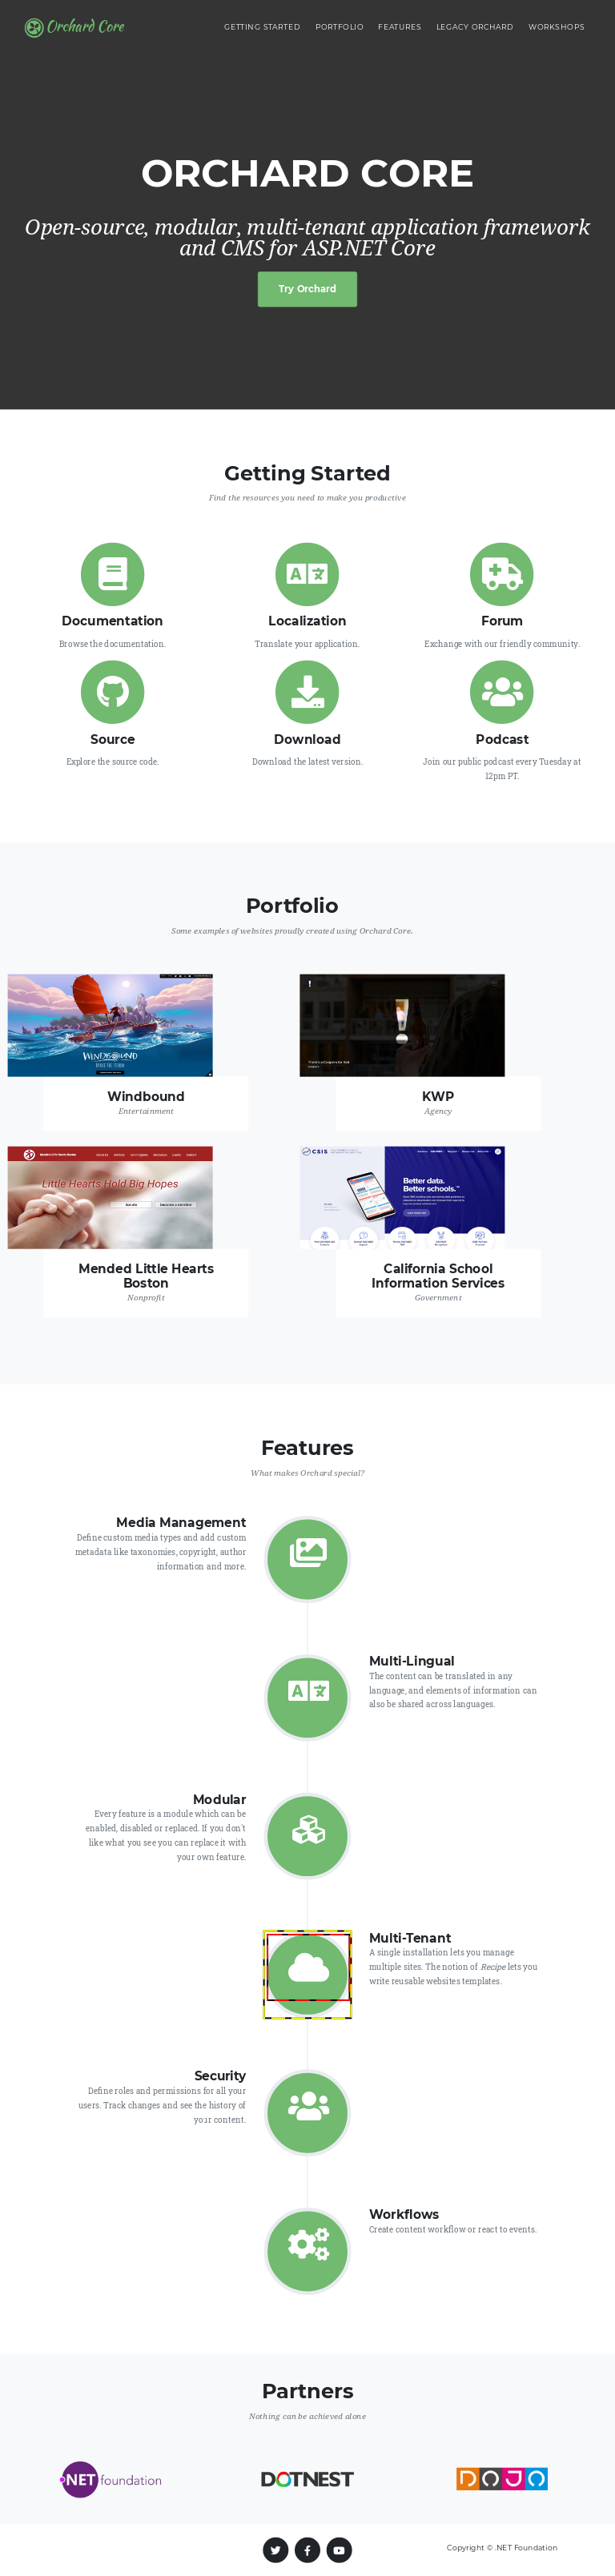 Orchard Core
GETTING STARTED PORTFOLIO FEATURES LEGACY ORCHARD WORKSHOPS
ORCHARD CORE
Open-source, modular, multi-tenant application framework
and CMS for ASP.NET Core
Try Orchard
Getting Started
Find the resources you need to make you productive
Documentation
Browse the documentation.
Localization
Translate your application.
Forum
Exchange with our friendly community.
Source
Explore the source code.
Download
Download the latest version.
Podcast
Join our public podcast every Tuesday at
12pm PT.
Portfolio
Some examples of websites proudly created using Orchard Core.
WINDBOUND
Windbound
Entertainment
KWP
Agency
Little Hearts Hold Big Hopes
Mended Little Hearts
Boston
Nonprofit
CSIS
Better data.
Better schools.
California School
Information Services
Government
Features
What makes Orchard special?
Media Management
Define custom media types and add custom
metadata like taxonomies, copyright, author
information and more.
Multi-Lingual
The content can be translated in any
language, and elements of information can
also be shared across languages.
Modular
Every feature is a module which can be
enabled, disabled or replaced. If you don't
like what you see you can replace it with
your own feature.
Multi-Tenant
A single installation lets you manage
multiple sites. The notion of Recipe lets you
write reusable websites templates.
Security
Define roles and permissions for all your
users. Track changes and see the history of
your content.
Workflows
Create content workflow or react to events.
Partners
Nothing can be achieved alone
.NET foundation
DOTNEST
DOJO
Copyright © .NET Foundation